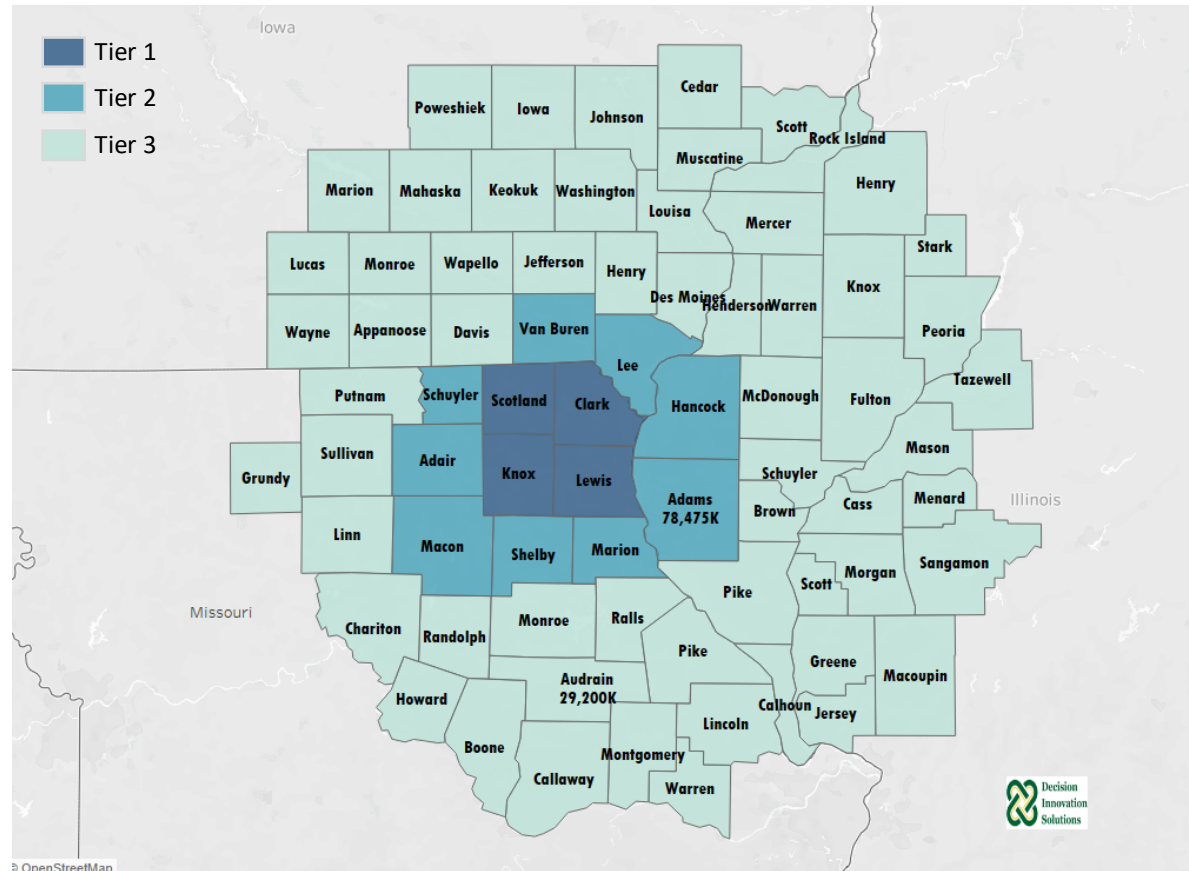 Iowa
Tier 1
Tier 2
Tier 3
Cedar
Poweshiek
Iowa
Johnson
Scott
Rock Island
Muscatine
Henry
Marion
Mahaska
Keokuk
Washington
Louisa
Mercer
Stark
Lucas
Monroe
Wapello
Jefferson
Henry
Knox
Des Moines
Henderson
Warren
Wayne
Appanoose
Davis
Van Buren
Peoria
Lee
Tazewell
Putnam
Schuyler
Scotland
Clark
Hancock
McDonough
Fulton
Sullivan
Adair
Knox
Lewis
Grundy
Schuyler
Mason
Adams
78,475K
Brown
Cass
Menard
Illinois
Linn
Macon
Shelby
Marion
Pike
Scott
Morgan
Sangamon
Missouri
Chariton
Randolph
Monroe
Ralls
Pike
Greene
Macoupin
Audrain
29,200K
Howard
Lincoln
Calhoun
Jersey
Boone
Callaway
Montgomery
Warren
Decision
Innovation
Solutions
© OpenStreetMap